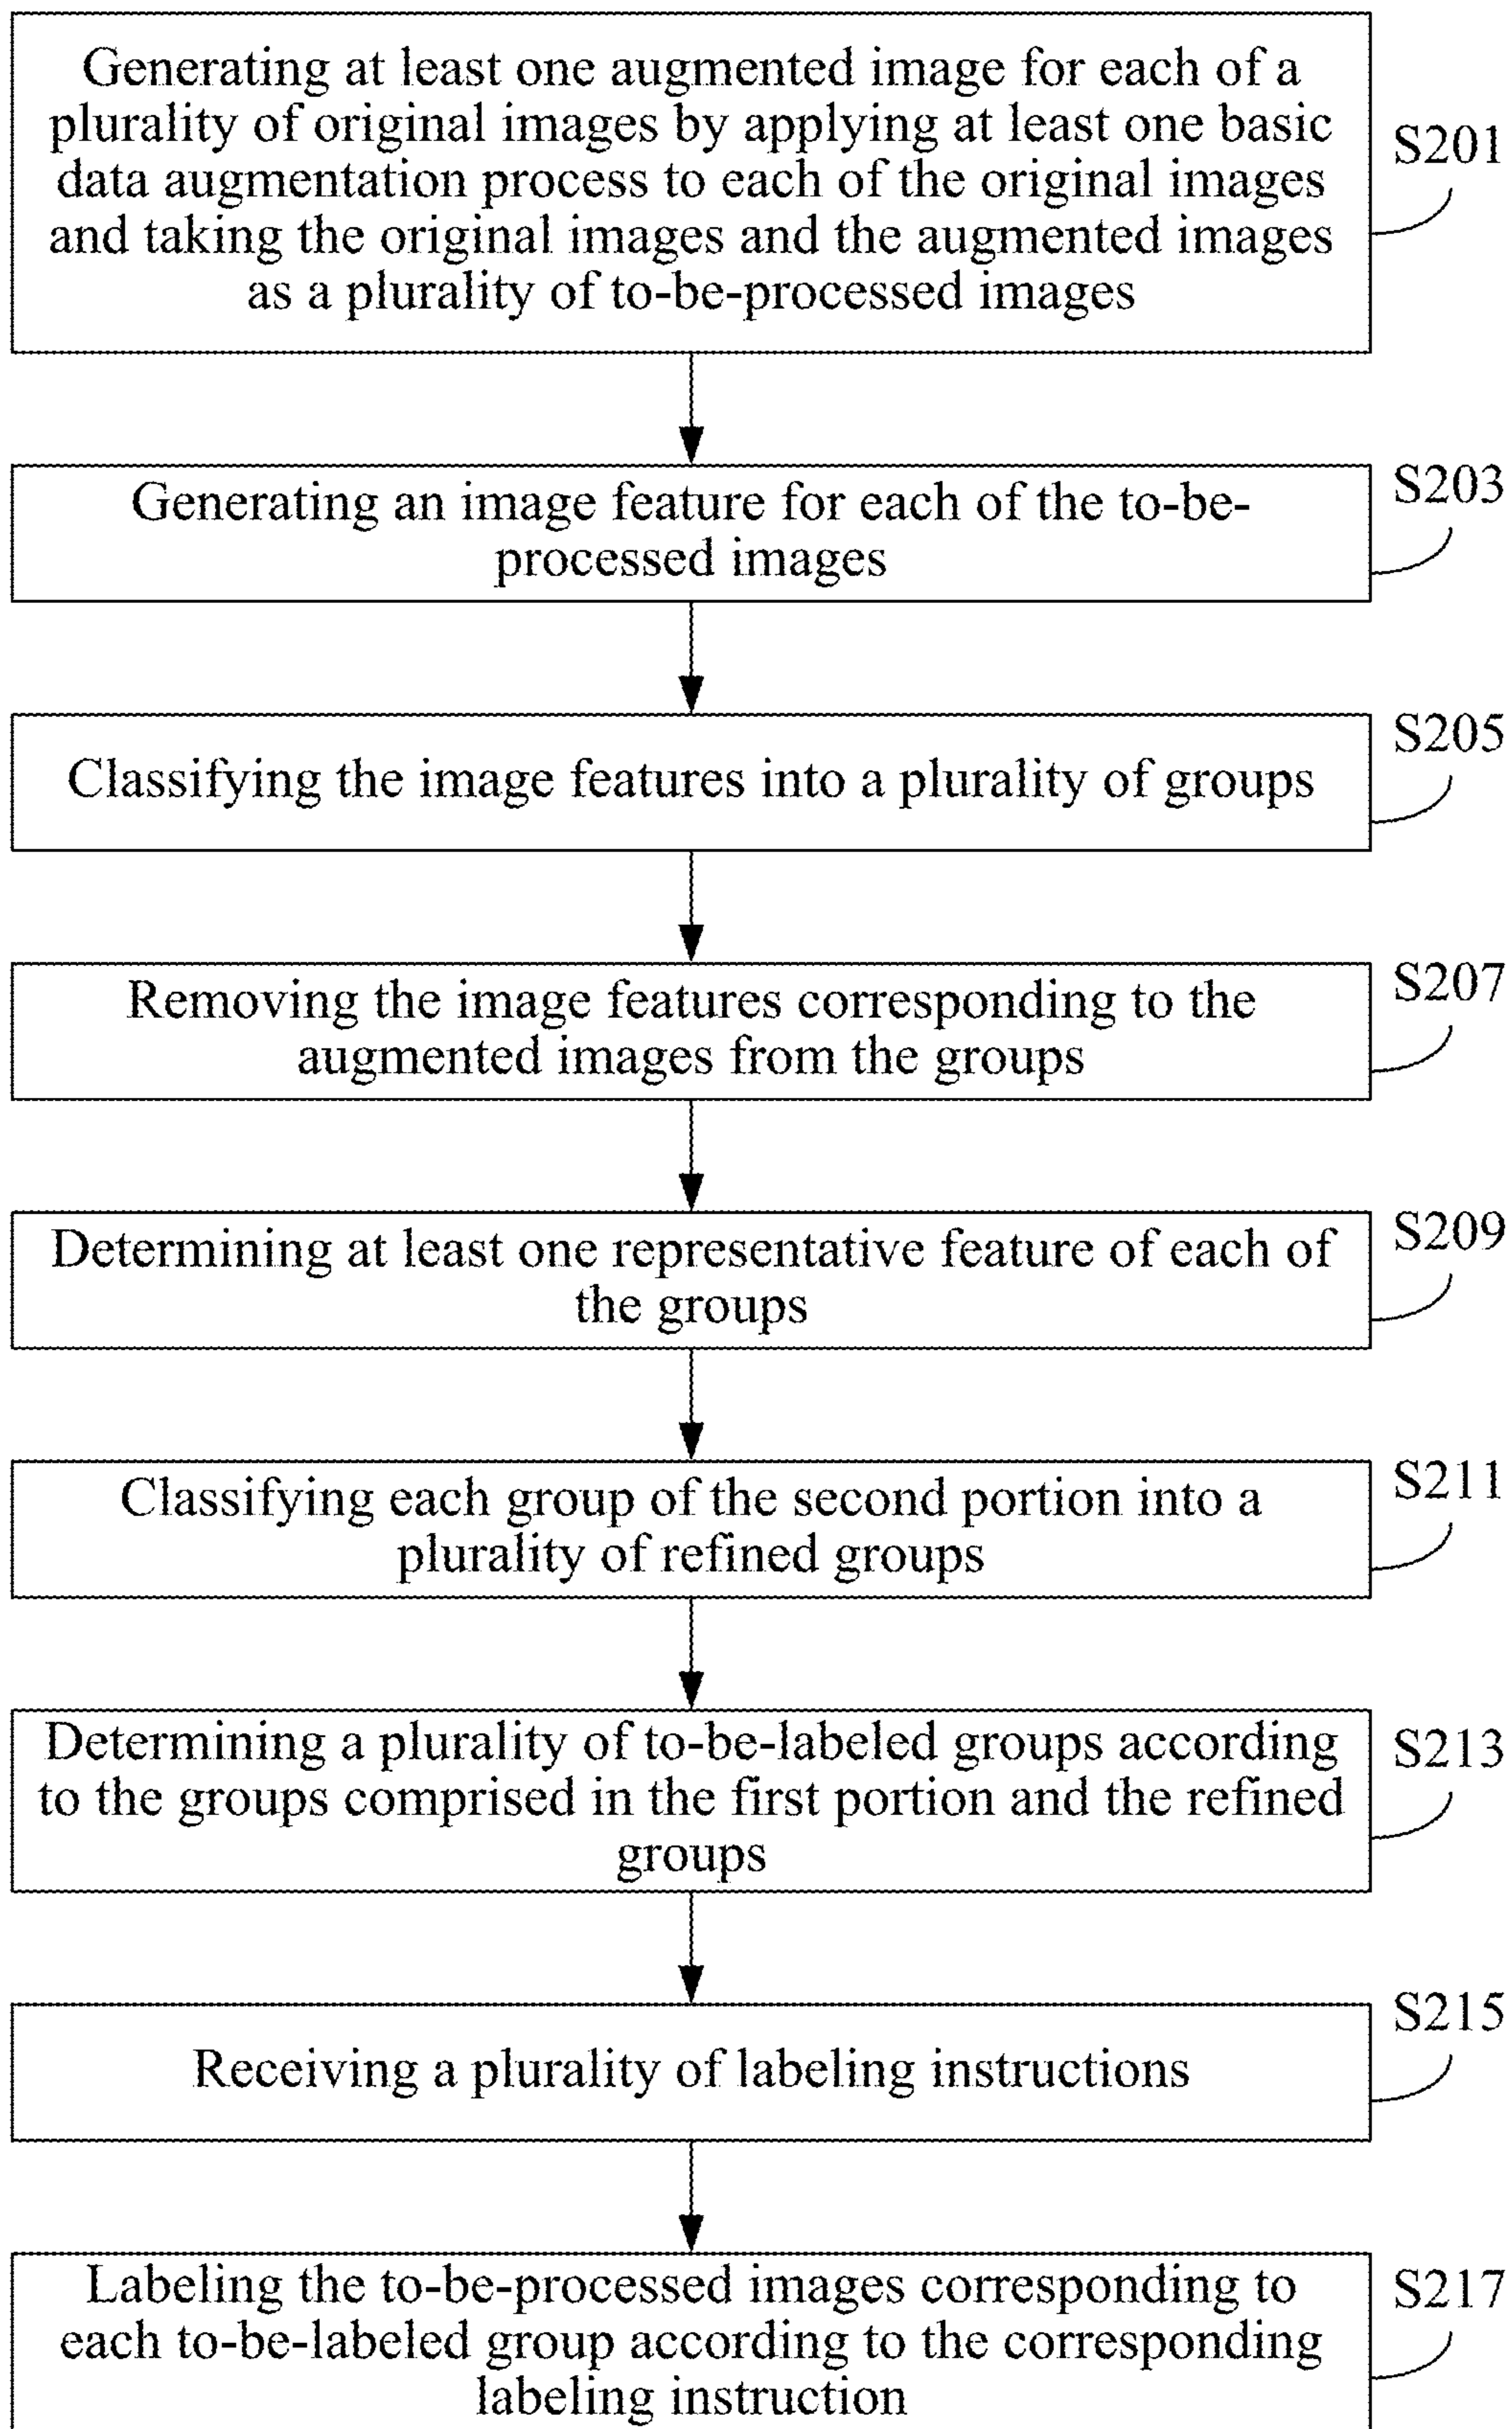 Generating at least one augmented image for each of a
plurality of original images by applying at least one basic
data augmentation process to each of the original images
and taking the original images and the augmented images
as a plurality of to-be-processed images
S201
Generating an image feature for each of the to-be-
processed images
S203
Classifying the image features into a plurality of groups
S205
Removing the image features corresponding to the
augmented images from the groups
S207
Determining at least one representative feature of each of
the groups
S209
Classifying each group of the second portion into a
plurality of refined groups
S211
Determining a plurality of to-be-labeled groups according
to the groups comprised in the first portion and the refined
groups
S213
Receiving a plurality of labeling instructions
S215
Labeling the to-be-processed images corresponding to
each to-be-labeled group according to the corresponding
labeling instruction
S217